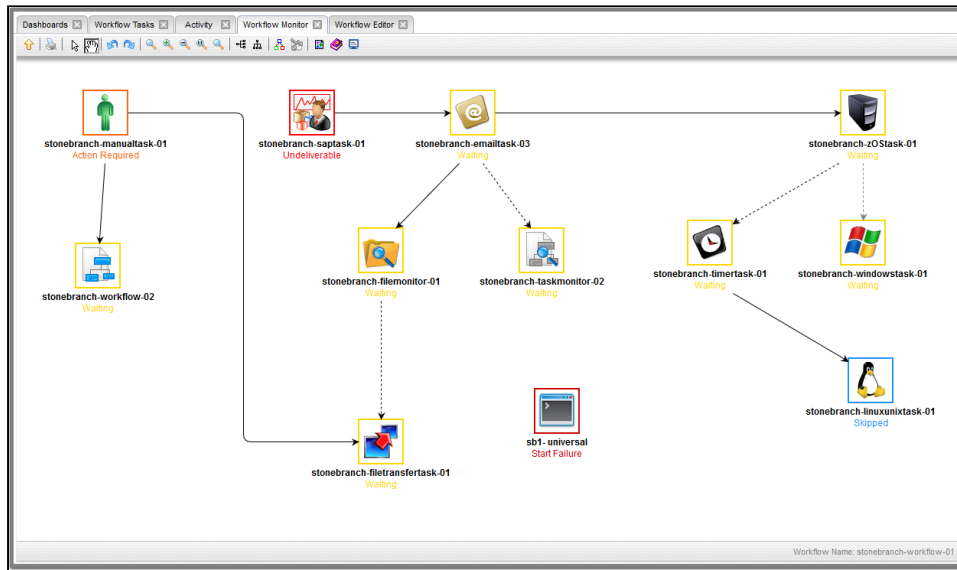 Dashboards
Workflow Tasks
Activity
Workflow Monitor
Workflow Editor
stonebranch-manualtask-01
Action Required
stonebranch-saptask-01
Undeliverable
stonebranch-emailtask-03
Waiting
stonebranch-zOStask-01
Waiting
stonebranch-workflow-02
Waiting
stonebranch-filemonitor-01
Waiting
stonebranch-taskmonitor-02
Waiting
stonebranch-timertask-01
Waiting
stonebranch-windowstask-01
Waiting
stonebranch-linuxunixtask-01
Skipped
sb1- universal
Start Failure
stonebranch-filetransfertask-01
Waiting
Workflow Name: stonebranch-workflow-01